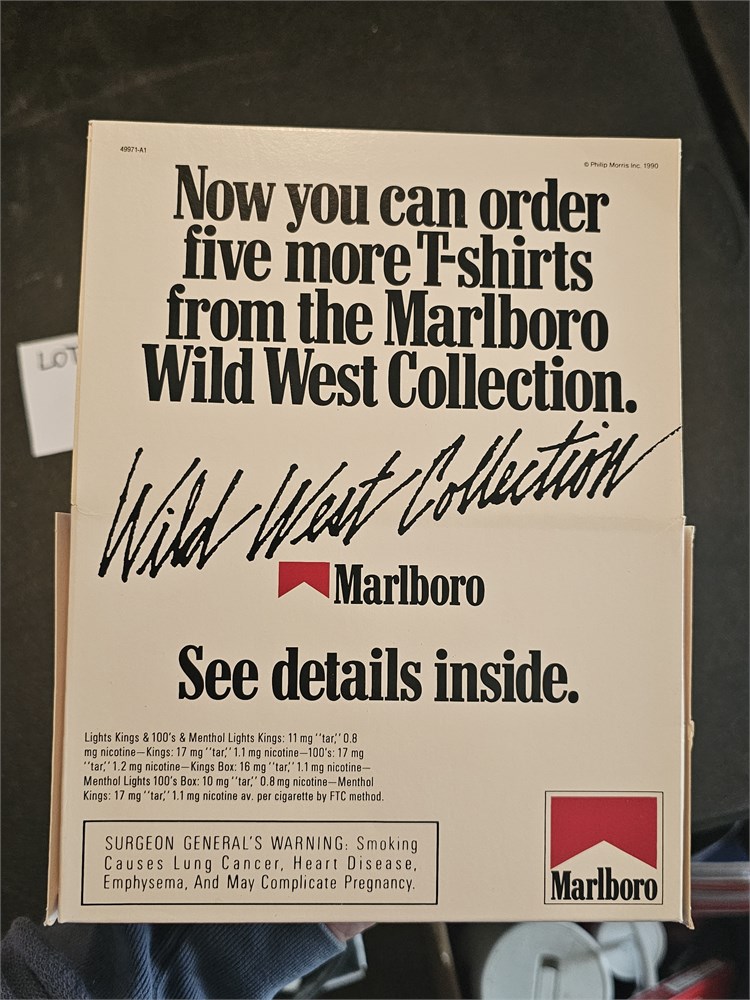 49971-A1
© Philip Morris Inc. 1990
Now you can order
five more T-shirts
from the Marlboro
Wild West Collection.
Wild West Collection
Marlboro
See details inside.
Lights Kings & 100's & Menthol Lights Kings: 11 mg ''tar,'' 0.8
mg nicotine—Kings: 17 mg ''tar,'' 1.1 mg nicotine—100's: 17 mg
''tar,'' 1.2 mg nicotine—Kings Box: 16 mg ''tar,'' 1.1 mg nicotine—
Menthol Lights 100's Box: 10 mg ''tar,'' 0.8 mg nicotine—Menthol
Kings: 17 mg ''tar,'' 1.1 mg nicotine av. per cigarette by FTC method.
SURGEON GENERAL'S WARNING: Smoking
Causes Lung Cancer, Heart Disease,
Emphysema, And May Complicate Pregnancy.
Marlboro
LOT